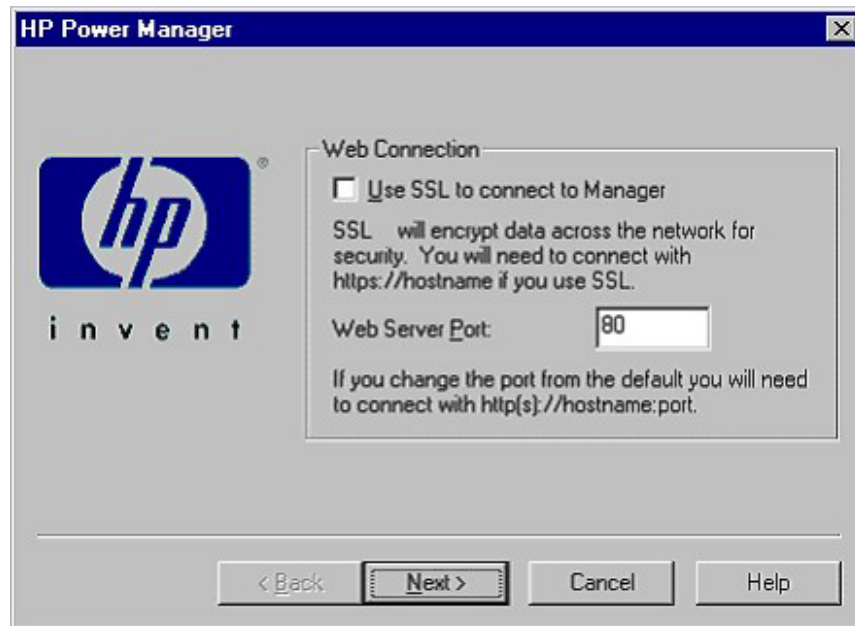 HP Power Manager
hp
®
invent
Web Connection
Use SSL to connect to Manager
SSL will encrypt data across the network for
security. You will need to connect with
https://hostname if you use SSL.
Web Server Port:
80
If you change the port from the default you will need
to connect with http(s)://hostname:port.
< Back
Next >
Cancel
Help